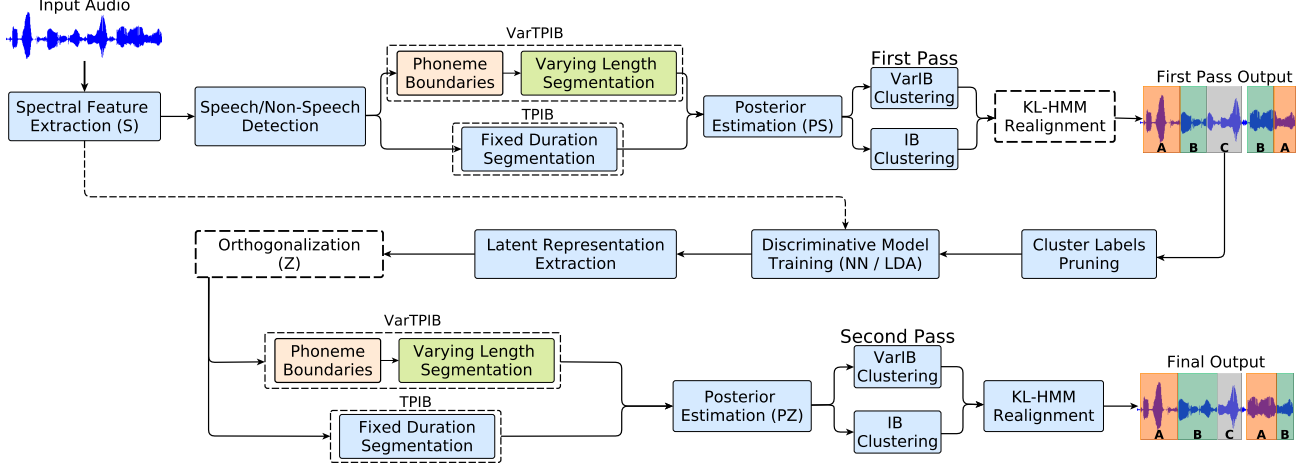 Input Audio
Spectral Feature
Extraction (S)
Speech/Non-Speech
Detection
VarTPIB
Phoneme
Boundaries
Varying Length
Segmentation
TPIB
Fixed Duration
Segmentation
Posterior
Estimation (PS)
First Pass
VarIB
Clustering
IB
Clustering
KL-HMM
Realignment
First Pass Output
A B C B A
Orthogonalization
(Z)
Latent Representation
Extraction
Discriminative Model
Training (NN / LDA)
Cluster Labels
Pruning
VarTPIB
Phoneme
Boundaries
Varying Length
Segmentation
TPIB
Fixed Duration
Segmentation
Posterior
Estimation (PZ)
Second Pass
VarIB
Clustering
IB
Clustering
KL-HMM
Realignment
Final Output
A B C A B